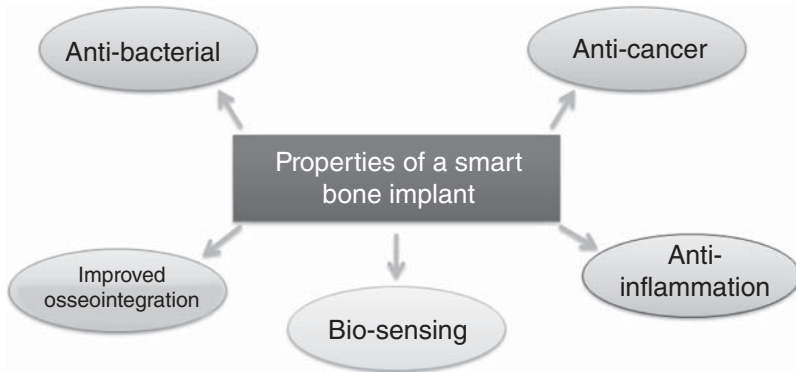 Anti-bacterial
Anti-cancer
Properties of a smart
bone implant
Improved
osseointegration
Bio-sensing
Anti-
inflammation